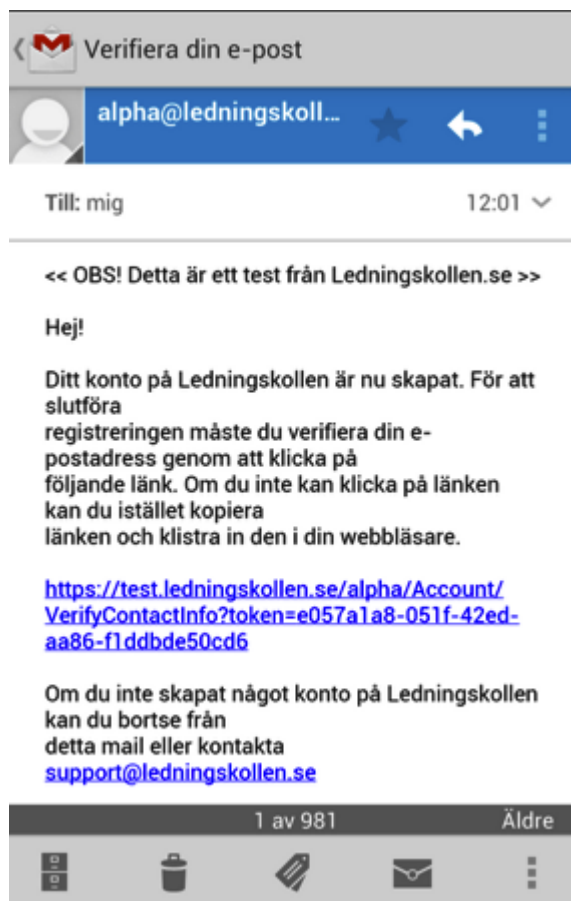 Verifiera din e-post
alpha@ledningskoll...
Till: mig
12:01
<< OBS! Detta är ett test från Ledningskollen.se >>
Hej!
Ditt konto på Ledningskollen är nu skapat. För att
slutföra
registreringen måste du verifiera din e-
postadress genom att klicka på
följande länk. Om du inte kan klicka på länken
kan du istället kopiera
länken och klistra in den i din webbläsare.
https://test.ledningskollen.se/alpha/Account/
VerifyContactInfo?token=e057a1a8-051f-42ed-
aa86-f1ddbde50cd6
Om du inte skapat något konto på Ledningskollen
kan du bortse från
detta mail eller kontakta
support@ledningskollen.se
1 av 981
Äldre